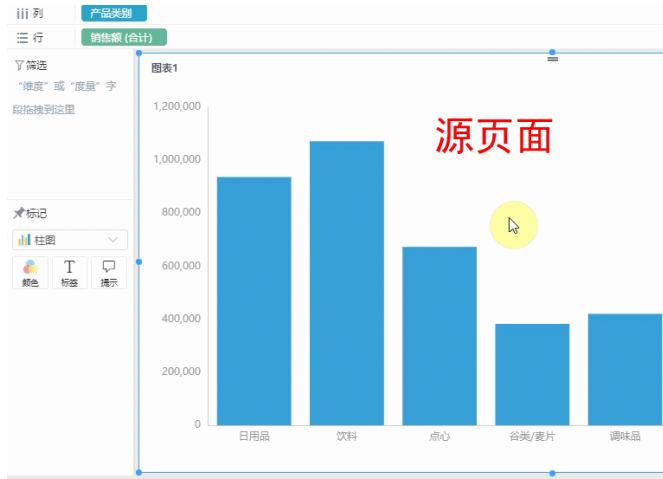 列 产品类别
行 销售额 (合计)
筛选
"维度" 或 "度量" 字
段拖拽到这里
标记
柱图
颜色 标签 提示
图表1
源页面
1,200,000
1,000,000
800,000
600,000
400,000
200,000
0
日用品 饮料 点心 谷类/麦片 调味品